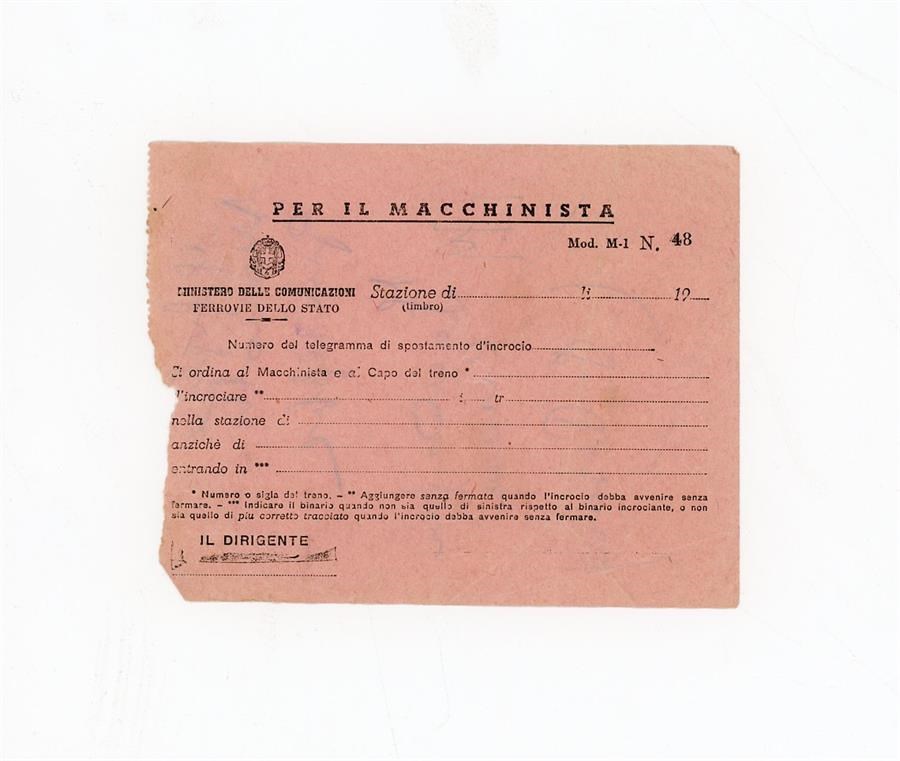 PER IL MACCHINISTA
Mod. M-1 N. 48
MINISTERO DELLE COMUNICAZIONI
FERROVIE DELLO STATO
Stazione di li 19
(timbro)
Numero del telegramma di spostamento d'incrocio
Si ordina al Macchinista e al Capo del treno *
d'incrociare ** i tr
nella stazione di
anzichè di
entrando in ***
* Numero o sigla del treno. - ** Aggiungere senza fermata quando l'incrocio debba avvenire senza
fermare. - *** Indicare il binario quando non sia quello di sinistra rispetto al binario incrociante, o non
sia quello di più corretto tracciato quando l'incrocio debba avvenire senza fermare.
IL DIRIGENTE